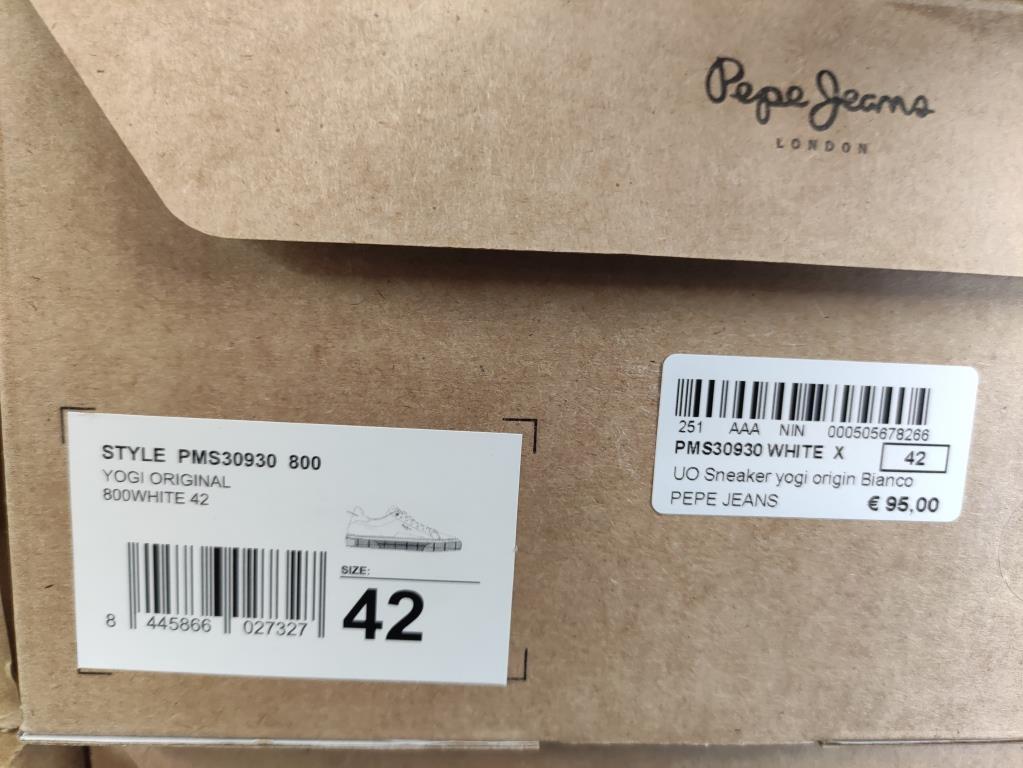 Pepe Jeans
LONDON
251 AAA NIN 000505678266
PMS30930 WHITE X 42
UO Sneaker yogi origin Bianco
PEPE JEANS € 95,00
STYLE PMS30930 800
YOGI ORIGINAL
800WHITE 42
SIZE:
42
8 445866 027327